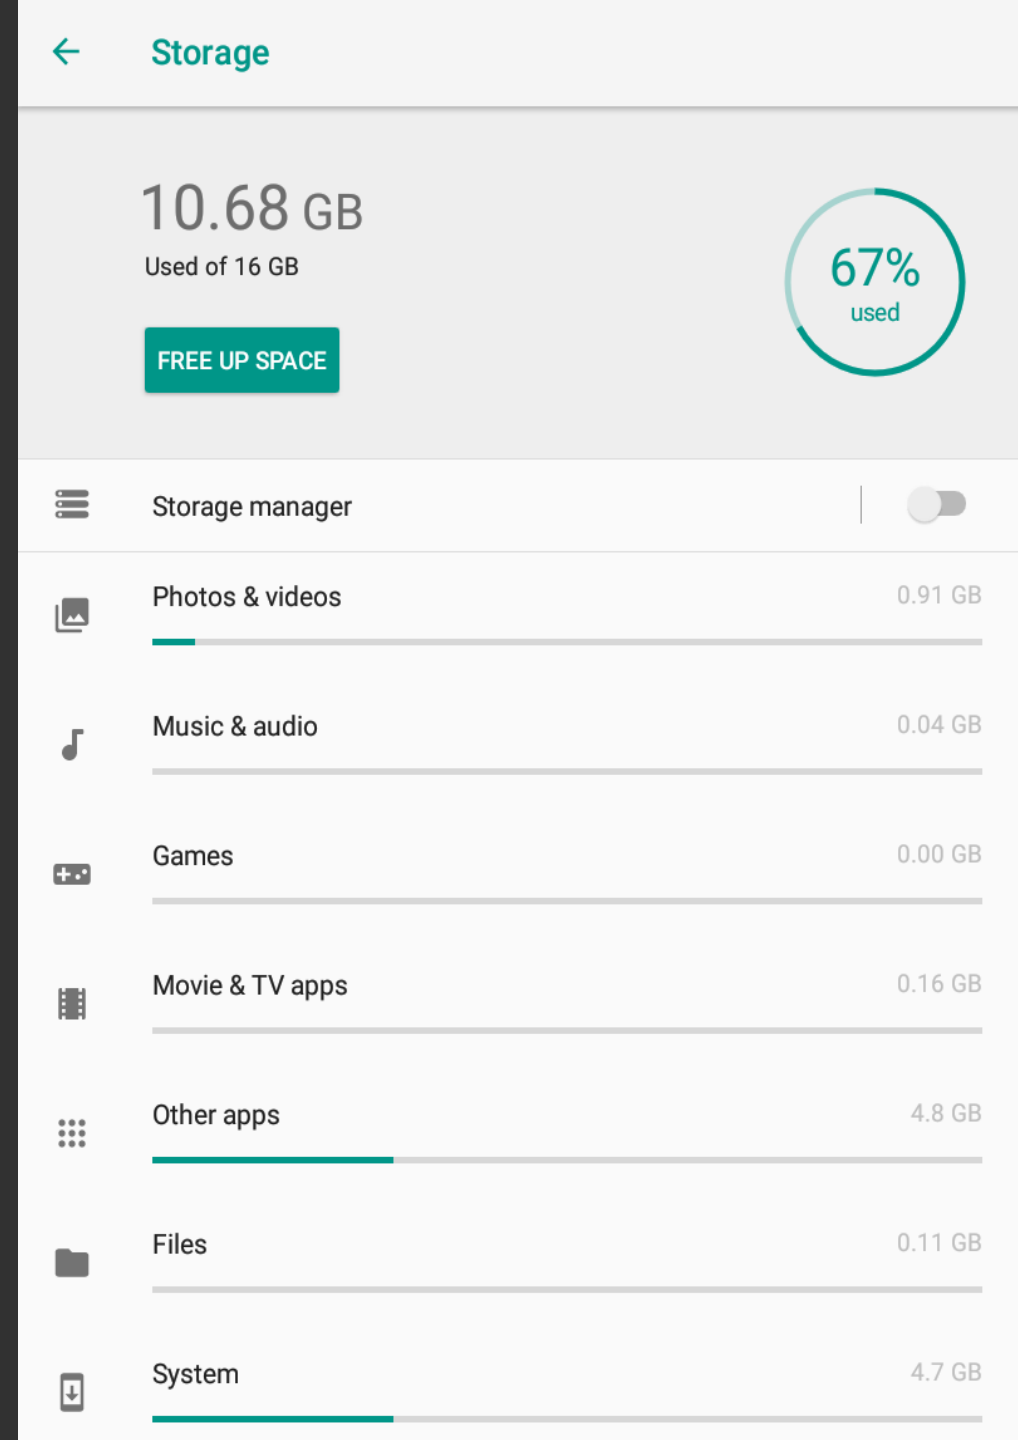 Storage
10.68 GB
Used of 16 GB
67%
used
FREE UP SPACE
Storage manager
Photos & videos 0.91 GB
Music & audio 0.04 GB
Games 0.00 GB
Movie & TV apps 0.16 GB
Other apps 4.8 GB
Files 0.11 GB
System 4.7 GB